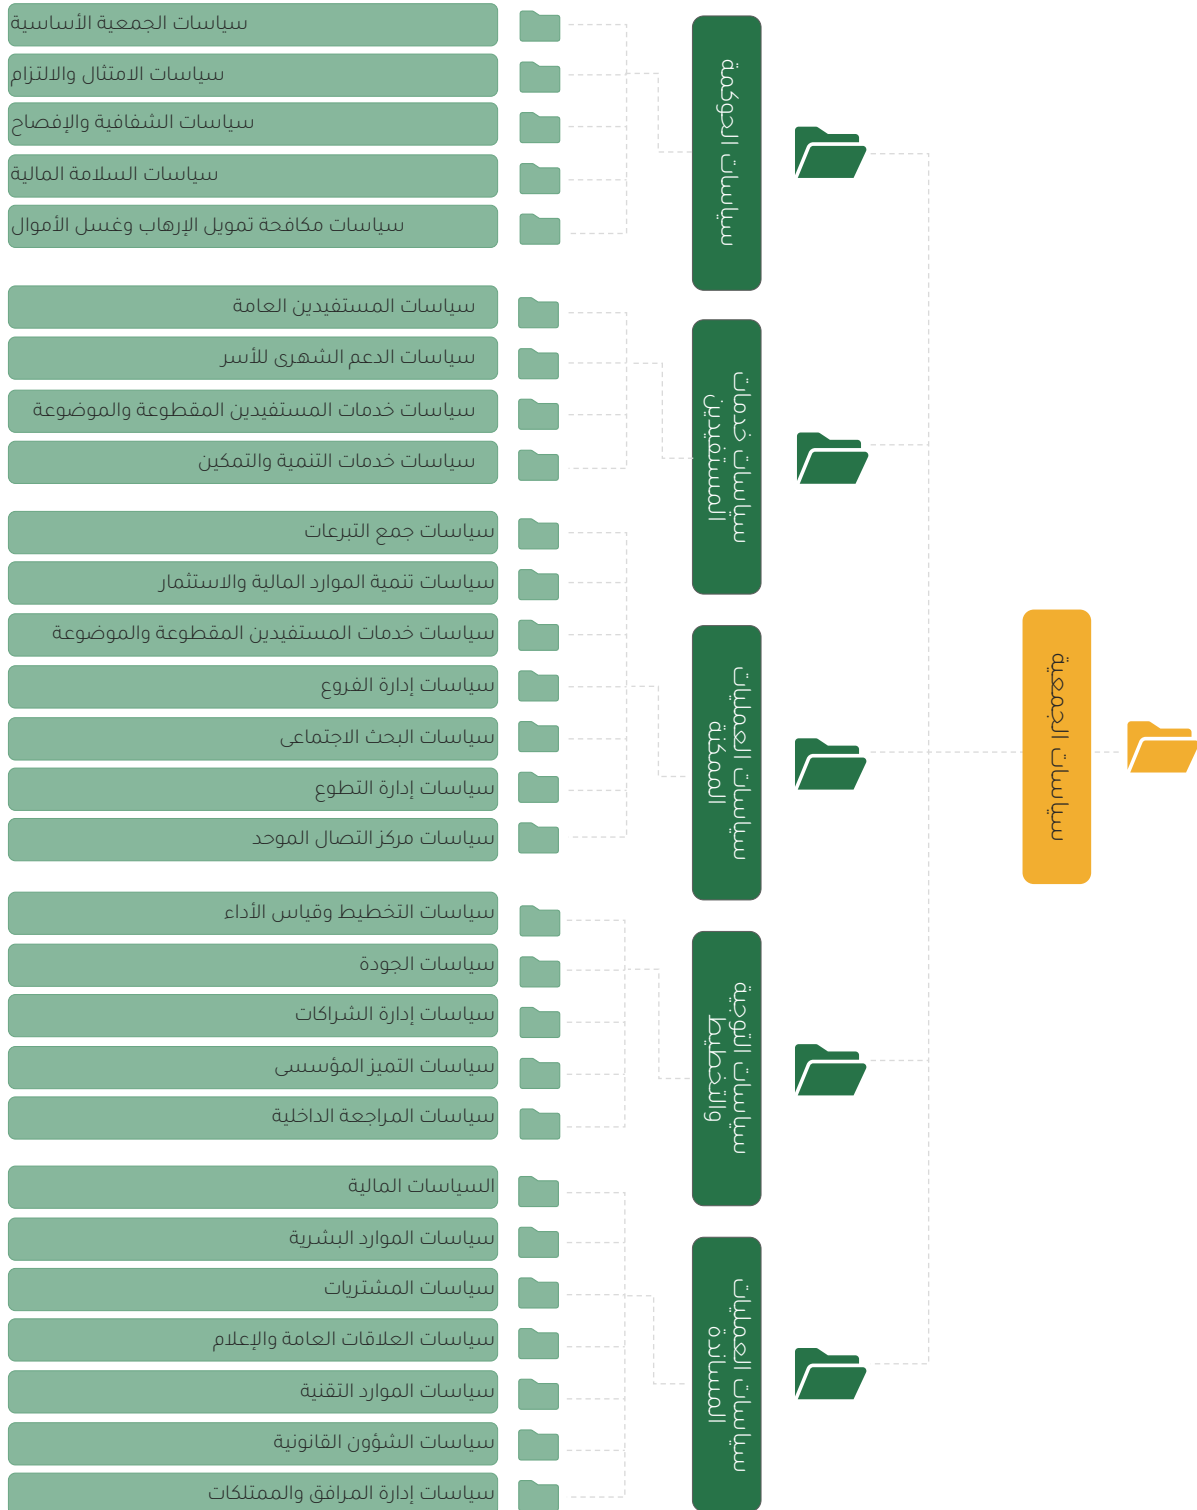 سياسات الجمعية
سياسات الحوكمة
سياسات الجمعية الأساسية
سياسات الامتثال والالتزام
سياسات الشفافية والإفصاح
سياسات السلامة المالية
سياسات مكافحة تمويل الإرهاب وغسل الأموال
سياسات خدمات
المستفيدين
سياسات المستفيدين العامة
سياسات الدعم الشهري للأسر
سياسات خدمات المستفيدين المقطوعة والموضوعة
سياسات خدمات التنمية والتمكين
سياسات العمليات
الممكنة
سياسات جمع التبرعات
سياسات تنمية الموارد المالية والاستثمار
سياسات خدمات المستفيدين المقطوعة والموضوعة
سياسات إدارة الفروع
سياسات البحث الاجتماعي
سياسات إدارة التطوع
سياسات مركز التصال الموحد
سياسات التوجية
والتخطيط
سياسات التخطيط وقياس الأداء
سياسات الجودة
سياسات إدارة الشراكات
سياسات التميز المؤسسي
سياسات المراجعة الداخلية
سياسات العمليات
المساندة
السياسات المالية
سياسات الموارد البشرية
سياسات المشتريات
سياسات العلاقات العامة والإعلام
سياسات الموارد التقنية
سياسات الشؤون القانونية
سياسات إدارة المرافق والممتلكات